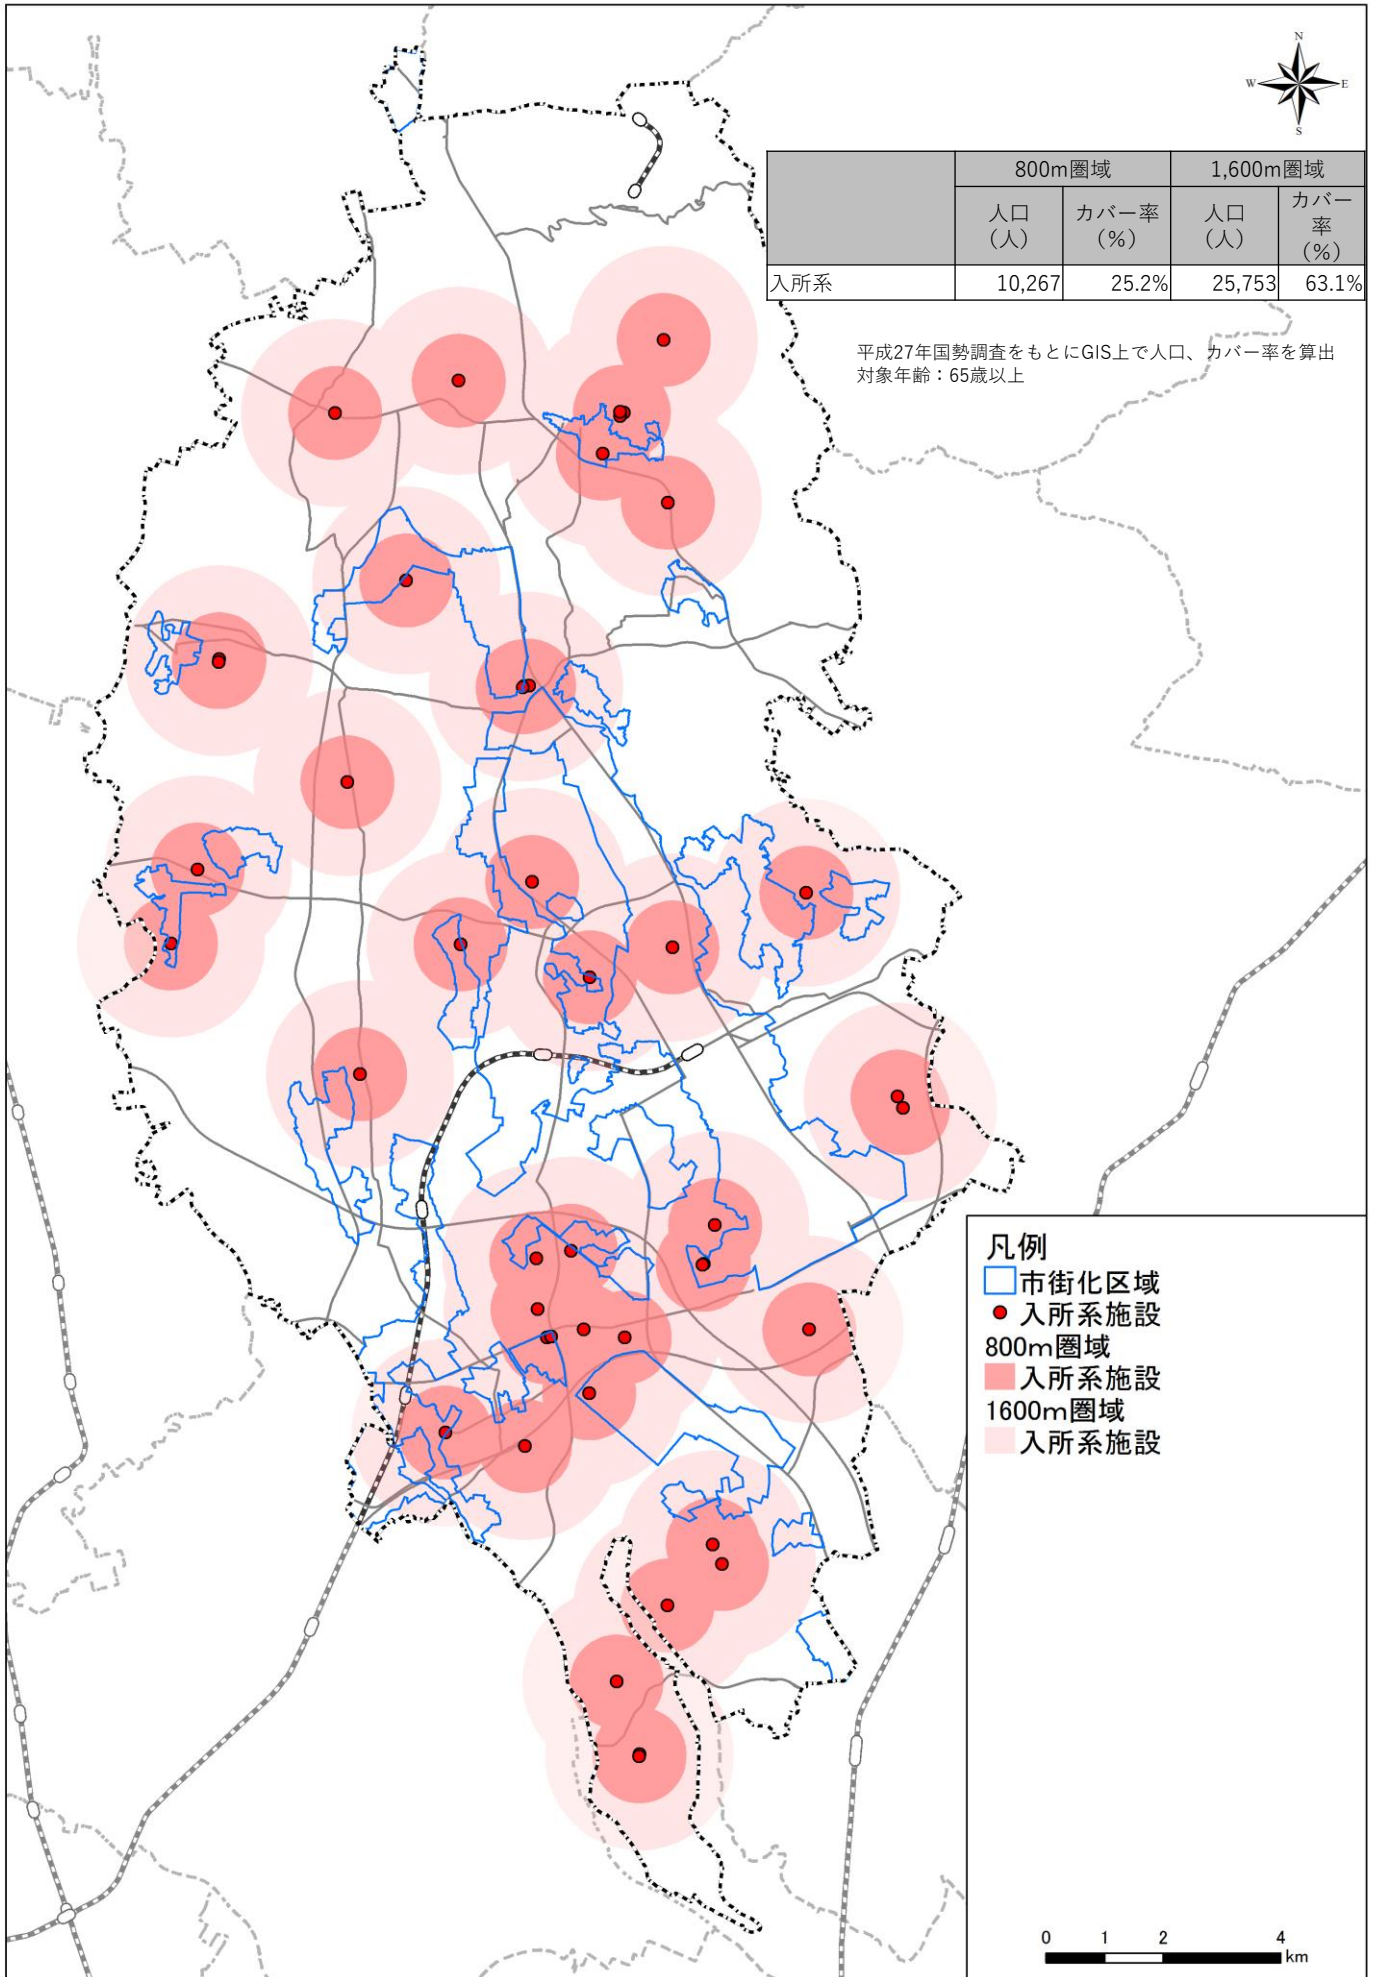 N
W E
S
800m圏域 1,600m圏域
人口
(人)
カバー率
(%)
人口
(人)
カバー
率
(%)
入所系 10,267 25.2% 25,753 63.1%
平成27年国勢調査をもとにGIS上で人口、カバー率を算出
対象年齢：65歳以上
凡例
市街化区域
入所系施設
800m圏域
入所系施設
1600m圏域
入所系施設
0 1 2 4
km